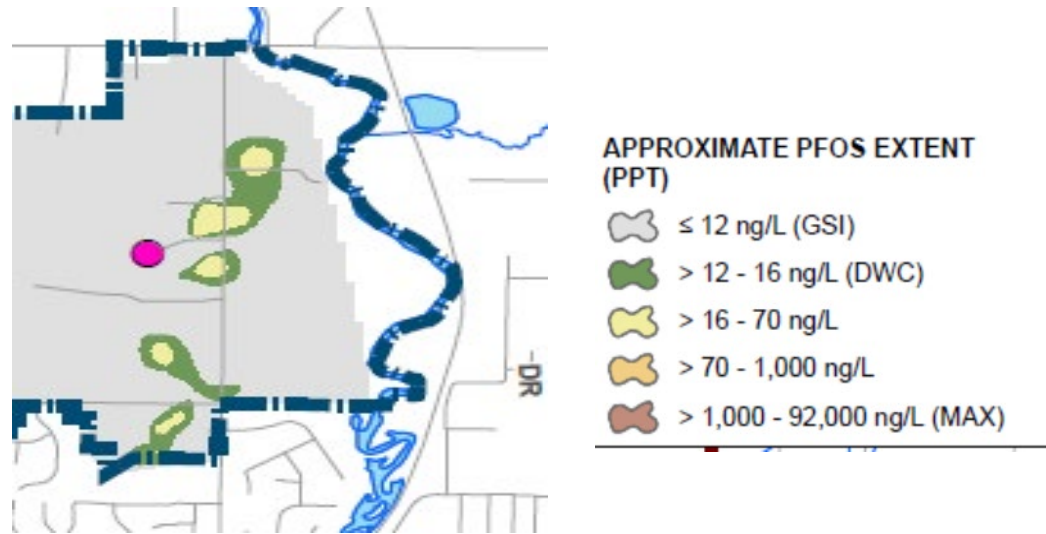 APPROXIMATE PFOS EXTENT
(PPT)
≤ 12 ng/L (GSI)
> 12 - 16 ng/L (DWC)
> 16 - 70 ng/L
> 70 - 1,000 ng/L
> 1,000 - 92,000 ng/L (MAX)
DR